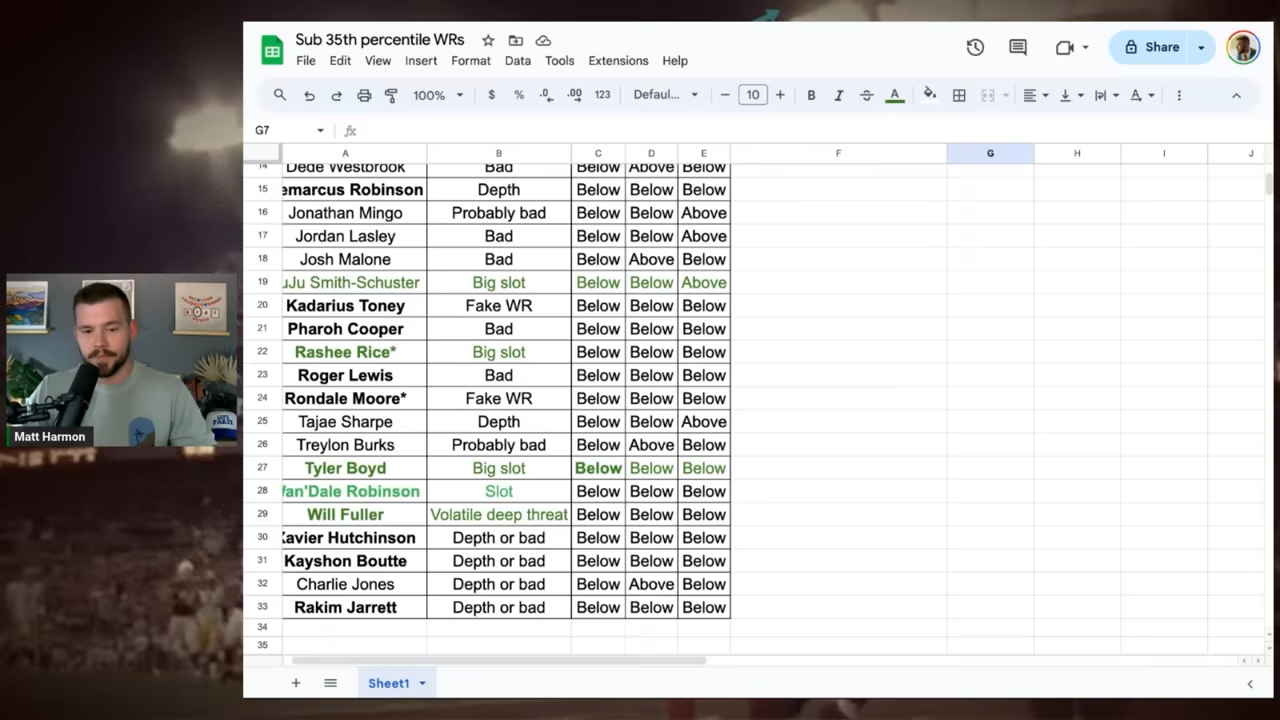 Sub 35th percentile WRs
File Edit View Insert Format Data Tools Extensions Help
Share
100% $ % .0 .00 123 Defaul... 10 B I A
G7 fx
A B C D E F G H I J
14 Dede Westbrook Bad Below Above Below
15 emarcus Robinson Depth Below Below Below
16 Jonathan Mingo Probably bad Below Below Above
17 Jordan Lasley Bad Below Below Above
18 Josh Malone Bad Below Above Below
19 uJu Smith-Schuster Big slot Below Below Above
20 Kadarius Toney Fake WR Below Below Below
21 Pharoh Cooper Bad Below Below Below
22 Rashee Rice* Big slot Below Below Below
23 Roger Lewis Bad Below Below Below
24 Rondale Moore* Fake WR Below Below Below
25 Tajae Sharpe Depth Below Below Above
26 Treylon Burks Probably bad Below Above Below
27 Tyler Boyd Big slot Below Below Below
28 Wan'Dale Robinson Slot Below Below Below
29 Will Fuller Volatile deep threat Below Below Below
30 Xavier Hutchinson Depth or bad Below Below Below
31 Kayshon Boutte Depth or bad Below Below Below
32 Charlie Jones Depth or bad Below Above Below
33 Rakim Jarrett Depth or bad Below Below Below
34
35
Sheet1
Matt Harmon